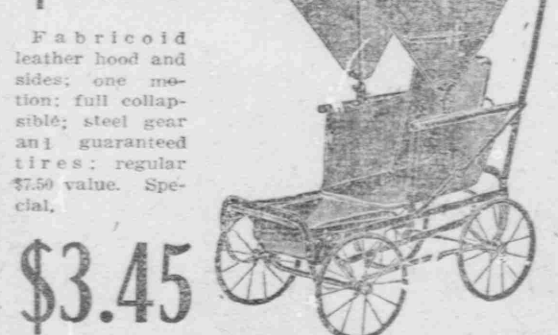 Fabricoid
leather hood and
sides; one mo-
tion; full collap-
sible; steel gear
and guaranteed
tires; regular
$7.50 value. Spe-
cial,
$3.45